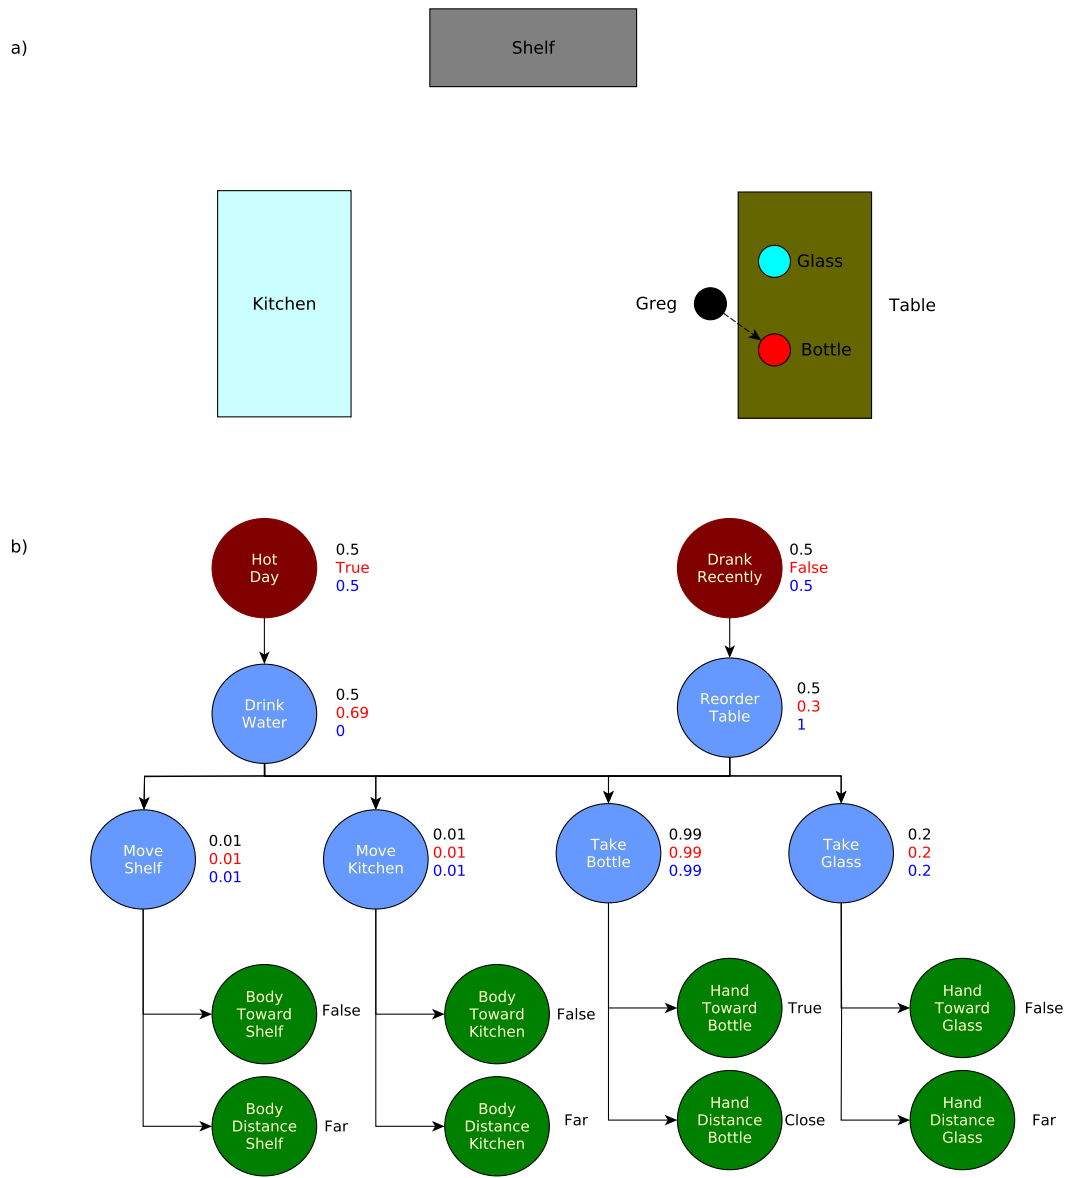 a)
Shelf
Kitchen
Glass
Greg
Table
Bottle
b)
Hot
Day
0.5
True
0.5
Drank
Recently
0.5
False
0.5
Drink
Water
0.5
0.69
0
Reorder
Table
0.5
0.3
1
Move
Shelf
0.01
0.01
0.01
Move
Kitchen
0.01
0.01
0.01
Take
Bottle
0.99
0.99
0.99
Take
Glass
0.2
0.2
0.2
Body
Toward
Shelf
False
Body
Toward
Kitchen
False
Hand
Toward
Bottle
True
Hand
Toward
Glass
False
Body
Distance
Shelf
Far
Body
Distance
Kitchen
Far
Hand
Distance
Bottle
Close
Hand
Distance
Glass
Far